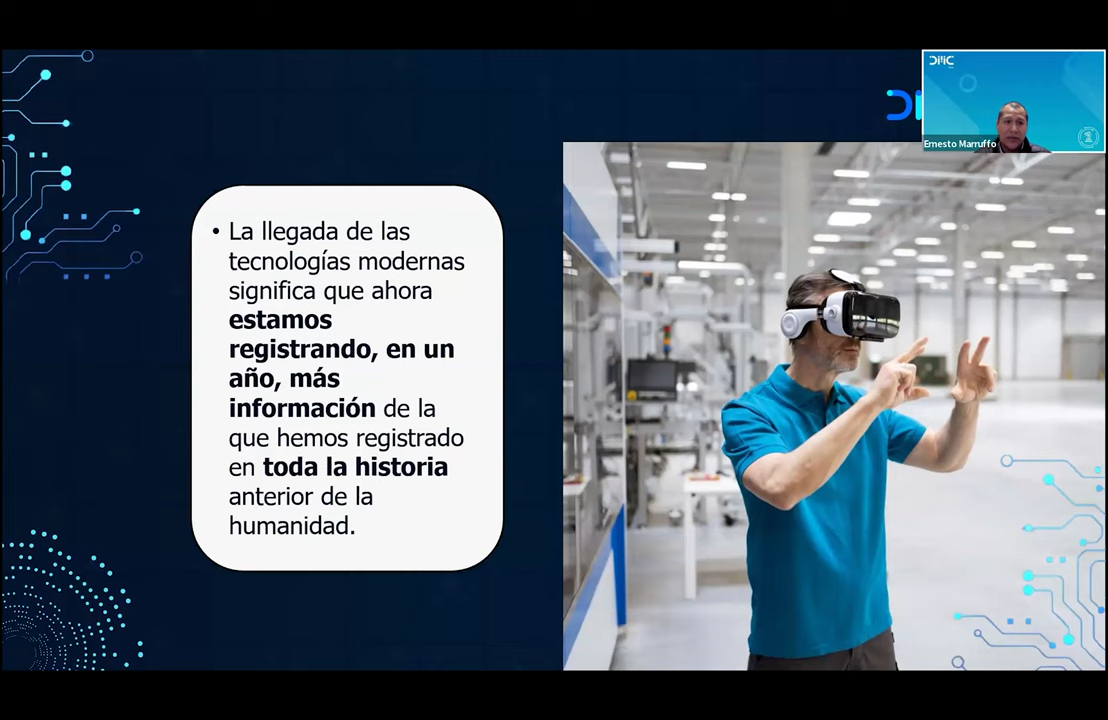 DMC
Ernesto Marruffo
• La llegada de las
tecnologías modernas
significa que ahora
estamos
registrando, en un
año, más
información de la
que hemos registrado
en toda la historia
anterior de la
humanidad.